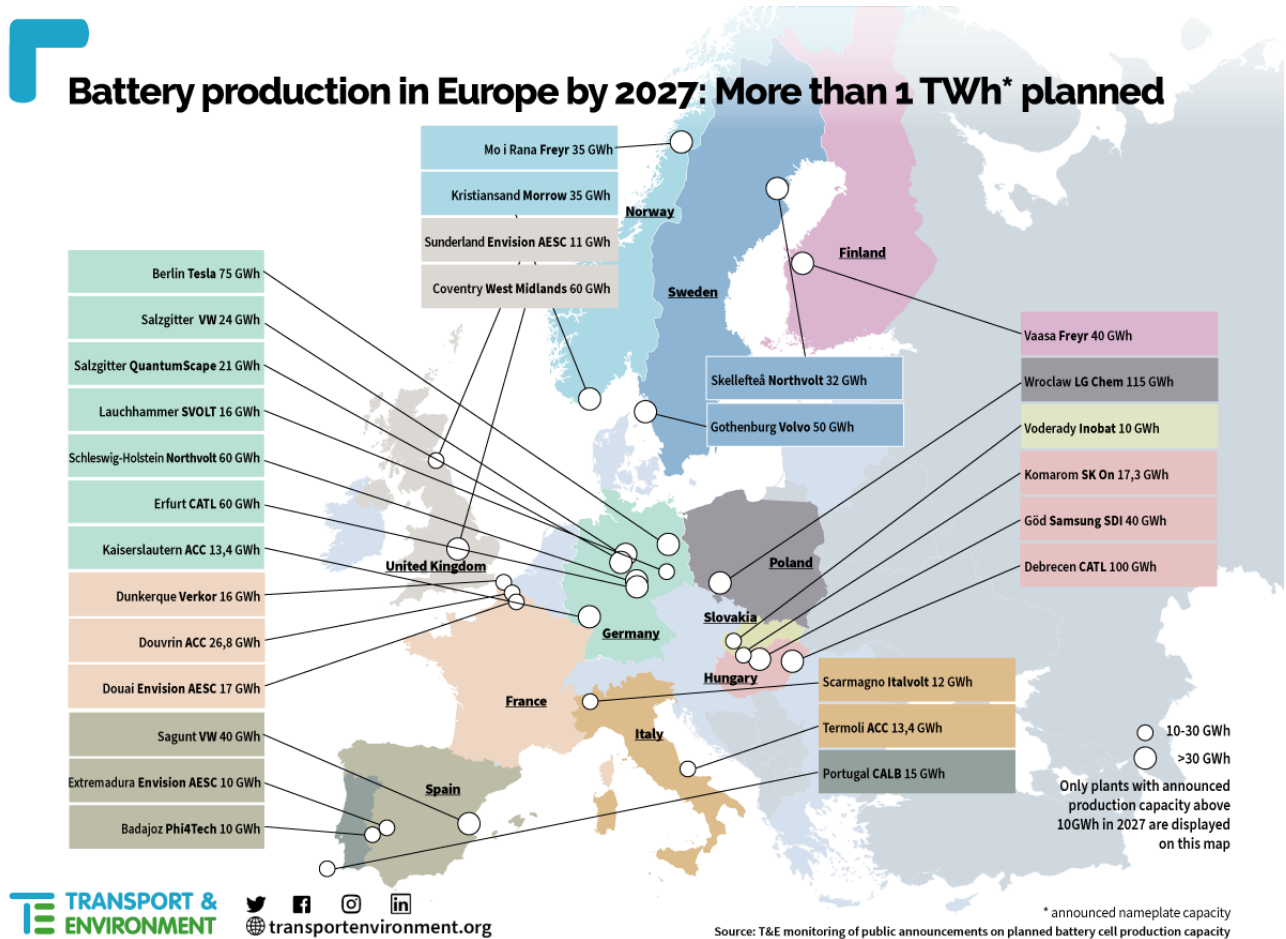 Battery production in Europe by 2027: More than 1 TWh* planned
Mo i Rana Freyr 35 GWh
Kristiansand Morrow 35 GWh
Sunderland Envision AESC 11 GWh
Coventry West Midlands 60 GWh
Norway
Sweden
Finland
Berlin Tesla 75 GWh
Salzgitter VW 24 GWh
Salzgitter QuantumScape 21 GWh
Lauchhammer SVOLT 16 GWh
Schleswig-Holstein Northvolt 60 GWh
Erfurt CATL 60 GWh
Kaiserslautern ACC 13,4 GWh
Dunkerque Verkor 16 GWh
Douvrin ACC 26,8 GWh
Douai Envision AESC 17 GWh
Sagunt VW 40 GWh
Extremadura Envision AESC 10 GWh
Badajoz Phi4Tech 10 GWh
Skellefteå Northvolt 32 GWh
Gothenburg Volvo 50 GWh
Vaasa Freyr 40 GWh
Wroclaw LG Chem 115 GWh
Voderady Inobat 10 GWh
Komarom SK On 17,3 GWh
Göd Samsung SDI 40 GWh
Debrecen CATL 100 GWh
United Kingdom
Poland
Slovakia
Germany
Hungary
France
Italy
Spain
Scarmagno Italvolt 12 GWh
Termoli ACC 13,4 GWh
Portugal CALB 15 GWh
10-30 GWh
>30 GWh
Only plants with announced
production capacity above
10GWh in 2027 are displayed
on this map
TRANSPORT &
ENVIRONMENT
transportenvironment.org
* announced nameplate capacity
Source: T&E monitoring of public announcements on planned battery cell production capacity